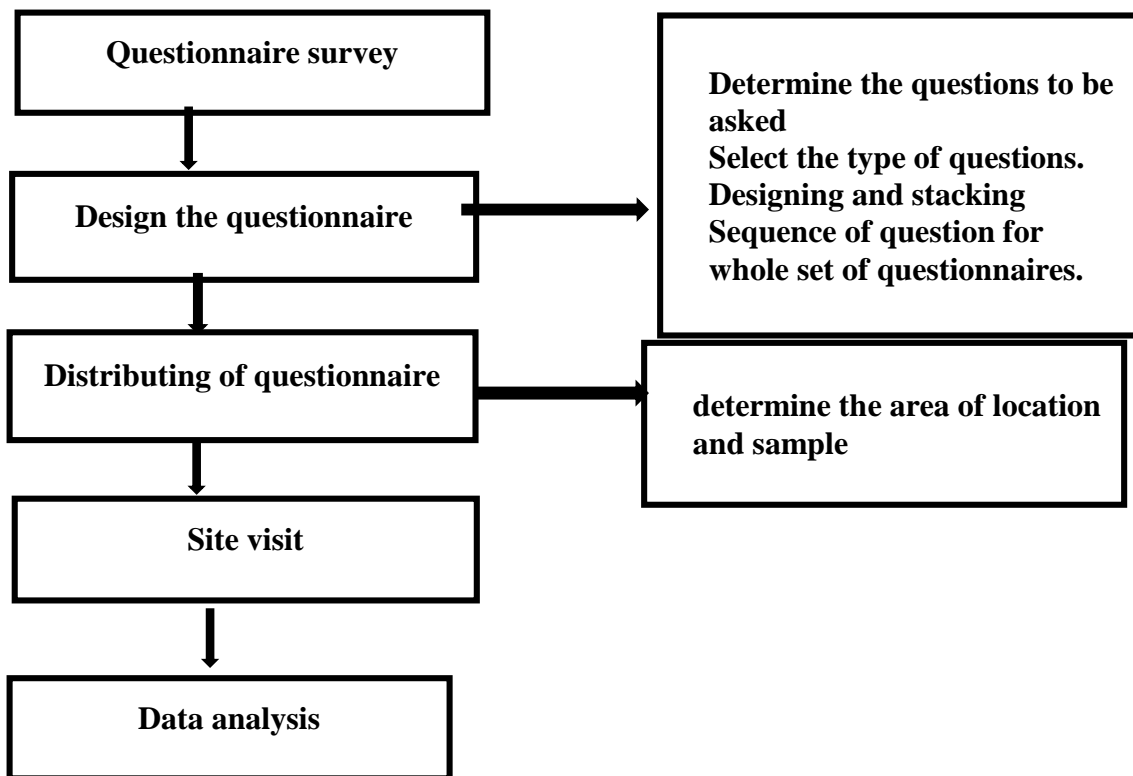 Questionnaire survey
Design the questionnaire
Determine the questions to be
asked
Select the type of questions.
Designing and stacking
Sequence of question for
whole set of questionnaires.
Distributing of questionnaire
determine the area of location
and sample
Site visit
Data analysis